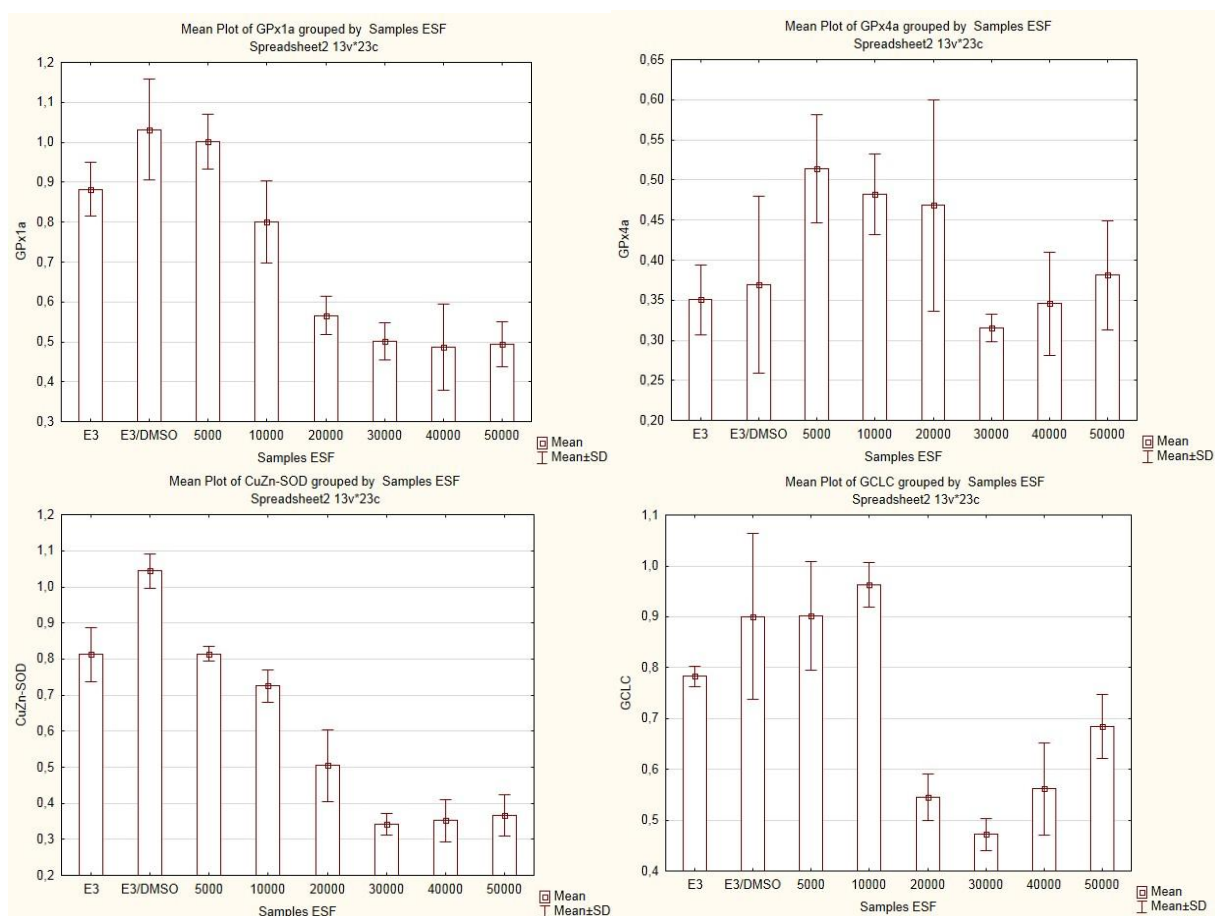 Mean Plot of GPx1a grouped by  Samples ESF
Spreadsheet2 13v*23c
1,2
1,1
1,0
0,9
0,8
0,7
0,6
0,5
0,4
0,3
GPx1a
E3 E3/DMSO 5000 10000 20000 30000 40000 50000
Samples ESF
Mean
Mean±SD
Mean Plot of GPx4a grouped by  Samples ESF
Spreadsheet2 13v*23c
0,65
0,60
0,55
0,50
0,45
0,40
0,35
0,30
0,25
0,20
GPx4a
E3 E3/DMSO 5000 10000 20000 30000 40000 50000
Samples ESF
Mean
Mean±SD
Mean Plot of CuZn-SOD grouped by  Samples ESF
Spreadsheet2 13v*23c
1,2
1,1
1,0
0,9
0,8
0,7
0,6
0,5
0,4
0,3
0,2
CuZn-SOD
E3 E3/DMSO 5000 10000 20000 30000 40000 50000
Samples ESF
Mean
Mean±SD
Mean Plot of GCLC grouped by  Samples ESF
Spreadsheet2 13v*23c
1,1
1,0
0,9
0,8
0,7
0,6
0,5
0,4
GCLC
E3 E3/DMSO 5000 10000 20000 30000 40000 50000
Samples ESF
Mean
Mean±SD